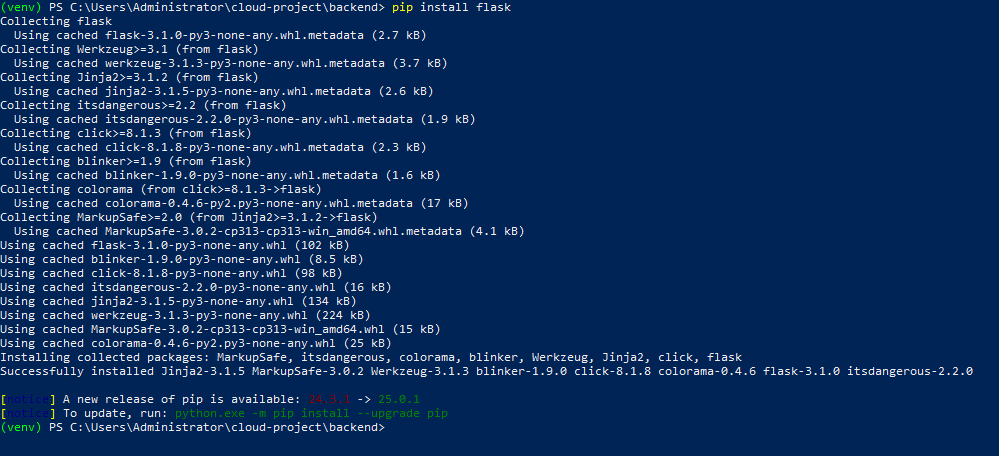 (venv) PS C:\Users\Administrator\cloud-project\backend> pip install flask
Collecting flask
  Using cached flask-3.1.0-py3-none-any.whl.metadata (2.7 kB)
Collecting Werkzeug>=3.1 (from flask)
  Using cached werkzeug-3.1.3-py3-none-any.whl.metadata (3.7 kB)
Collecting Jinja2>=3.1.2 (from flask)
  Using cached jinja2-3.1.5-py3-none-any.whl.metadata (2.6 kB)
Collecting itsdangerous>=2.2 (from flask)
  Using cached itsdangerous-2.2.0-py3-none-any.whl.metadata (1.9 kB)
Collecting click>=8.1.3 (from flask)
  Using cached click-8.1.8-py3-none-any.whl.metadata (2.3 kB)
Collecting blinker>=1.9 (from flask)
  Using cached blinker-1.9.0-py3-none-any.whl.metadata (1.6 kB)
Collecting colorama (from click>=8.1.3->flask)
  Using cached colorama-0.4.6-py2.py3-none-any.whl.metadata (17 kB)
Collecting MarkupSafe>=2.0 (from Jinja2>=3.1.2->flask)
  Using cached MarkupSafe-3.0.2-cp313-cp313-win_amd64.whl.metadata (4.1 kB)
Using cached flask-3.1.0-py3-none-any.whl (102 kB)
Using cached blinker-1.9.0-py3-none-any.whl (8.5 kB)
Using cached click-8.1.8-py3-none-any.whl (98 kB)
Using cached itsdangerous-2.2.0-py3-none-any.whl (16 kB)
Using cached jinja2-3.1.5-py3-none-any.whl (134 kB)
Using cached werkzeug-3.1.3-py3-none-any.whl (224 kB)
Using cached MarkupSafe-3.0.2-cp313-cp313-win_amd64.whl (15 kB)
Using cached colorama-0.4.6-py2.py3-none-any.whl (25 kB)
Installing collected packages: MarkupSafe, itsdangerous, colorama, blinker, Werkzeug, Jinja2, click, flask
Successfully installed Jinja2-3.1.5 MarkupSafe-3.0.2 Werkzeug-3.1.3 blinker-1.9.0 click-8.1.8 colorama-0.4.6 flask-3.1.0 itsdangerous-2.2.0
[notice] A new release of pip is available: 24.3.1 -> 25.0.1
[notice] To update, run: python.exe -m pip install --upgrade pip
(venv) PS C:\Users\Administrator\cloud-project\backend>